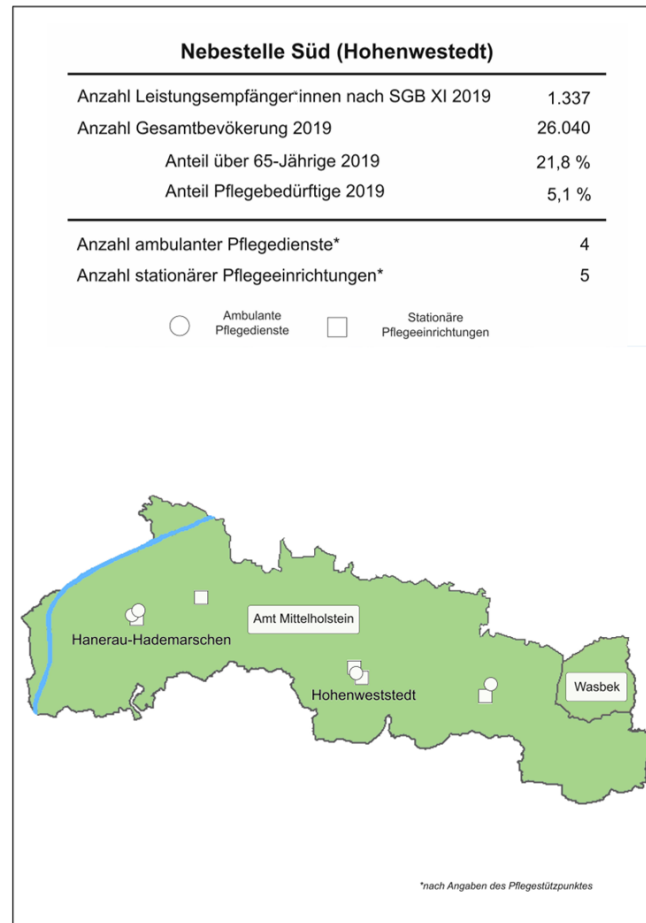 Nebestelle Süd (Hohenwestedt)
Anzahl Leistungsempfänger*innen nach SGB XI 2019 1.337
Anzahl Gesamtbevökerung 2019 26.040
Anteil über 65-Jährige 2019 21,8 %
Anteil Pflegebedürftige 2019 5,1 %
Anzahl ambulanter Pflegedienste* 4
Anzahl stationärer Pflegeeinrichtungen* 5
Ambulante
Pflegedienste
Stationäre
Pflegeeinrichtungen
Amt Mittelholstein
Hanerau-Hademarschen
Hohenweststedt
Wasbek
*nach Angaben des Pflegestützpunktes